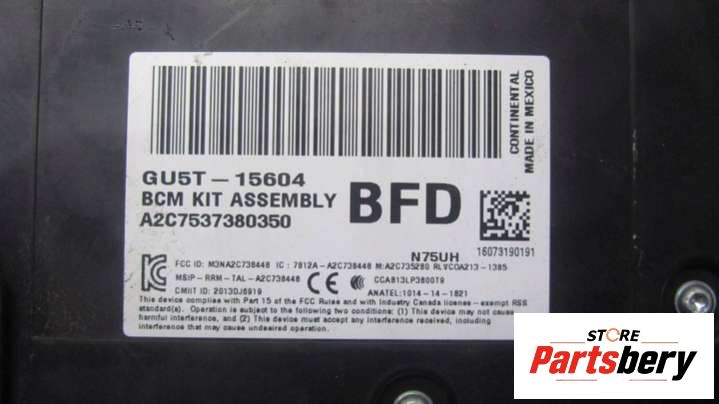 CONTINENTAL
MADE IN MEXICO
GU5T-15604
BCM KIT ASSEMBLY
A2C7537380350
BFD
16073190191
N75UH
FCC ID: M3NA2C738448 IC: 7812A-A2C738448 M:A2C735280 RLVCOA213-1385
MSIP-RRM-TAL-A2C738448 CE CCAB13LP3800T9
CMIIT ID: 2013DJ6919 ANATEL:1014-14-1821
This device complies with Part 15 of the FCC Rules and with Industry Canada license - exempt RSS
standard(s). Operation is subject to the following two conditions: (1) This device may not cause
harmful interference, and (2) This device must accept any interference received, including
interference that may cause undesired operation.
STORE
Partsbery